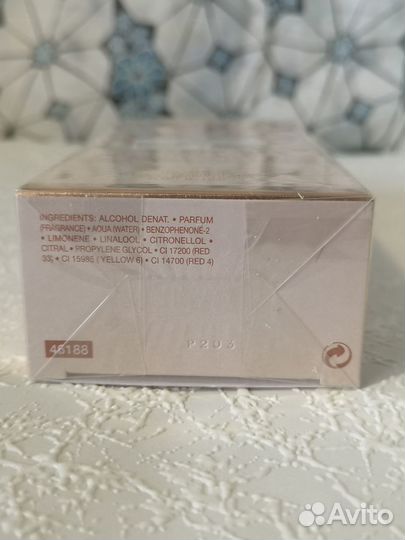 INGREDIENTS: ALCOHOL DENAT. • PARFUM
(FRAGRANCE) • AQUA (WATER) • BENZOPHENONE-2
• LIMONENE • LINALOOL • CITRONELLOL •
CITRAL • PROPYLENE GLYCOL • CI 17200 (RED
33) • CI 15985 (YELLOW 6) • CI 14700 (RED 4)
P203
46188
Avito